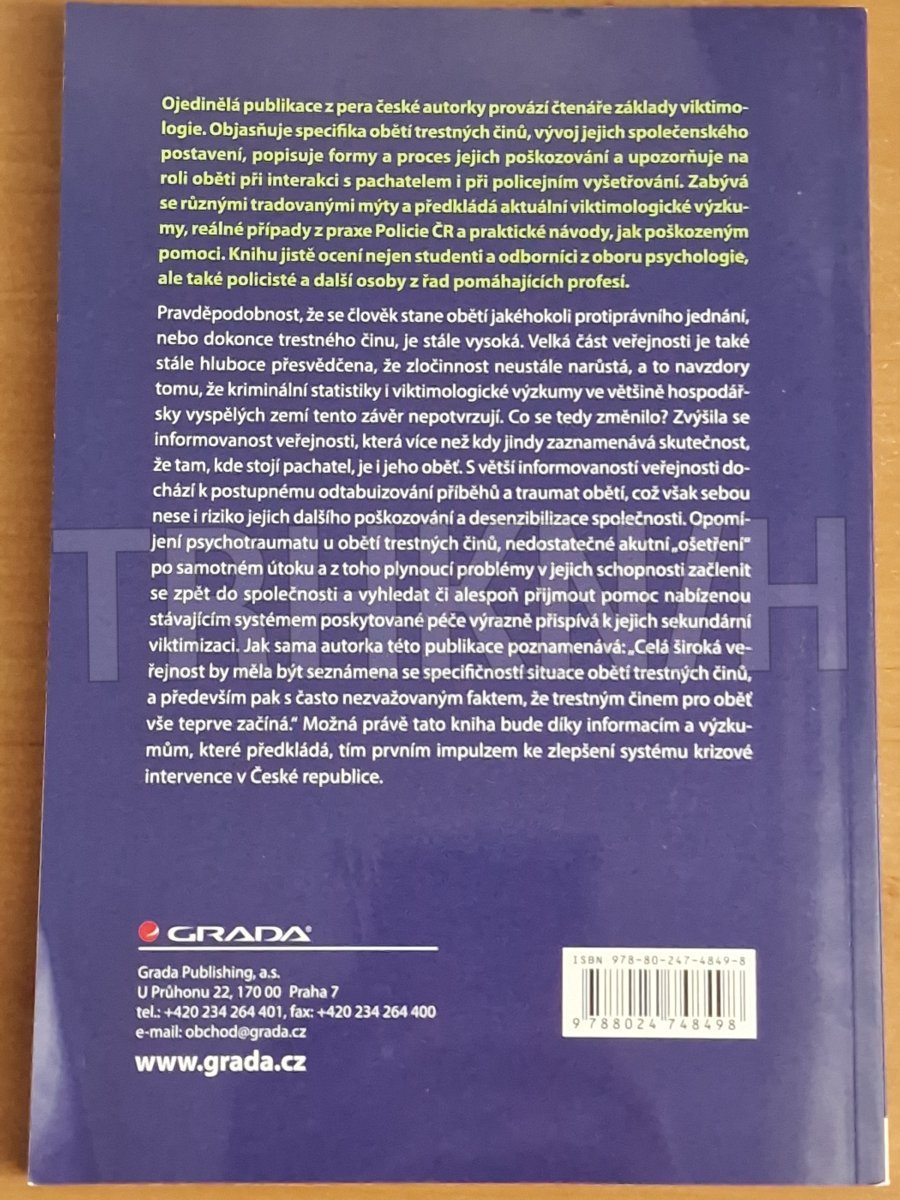 Ojedinělá publikace z pera české autorky provází čtenáře základy viktimo-
logie. Objasňuje specifika obětí trestných činů, vývoj jejich společenského
postavení, popisuje formy a proces jejich poškozování a upozorňuje na
roli oběti při interakci s pachatelem i při policejním vyšetřování. Zabývá
se různými tradovanými mýty a předkládá aktuální viktimologické výzku-
my, reálné případy z praxe Policie ČR a praktické návody, jak poškozeným
pomoci. Knihu jistě ocení nejen studenti a odborníci z oboru psychologie,
ale také policisté a další osoby z řad pomáhajících profesí.
Pravděpodobnost, že se člověk stane obětí jakéhokoli protiprávního jednání,
nebo dokonce trestného činu, je stále vysoká. Velká část veřejnosti je také
stále hluboce přesvědčena, že zločinnost neustále narůstá, a to navzdory
tomu, že kriminální statistiky i viktimologické výzkumy ve většině hospodář-
sky vyspělých zemí tento závěr nepotvrzují. Co se tedy změnilo? Zvýšila se
informovanost veřejnosti, která více než kdy jindy zaznamenává skutečnost,
že tam, kde stojí pachatel, je i jeho oběť. S větší informovaností veřejnosti do-
chází k postupnému odtabuizování příběhů a traumat obětí, což však sebou
nese i riziko jejich dalšího poškozování a desenzibilizace společnosti. Opomí-
jení psychotraumatu u obětí trestných činů, nedostatečné akutní „ošetření“
po samotném útoku a z toho plynoucí problémy v jejich schopnosti začlenit
se zpět do společnosti a vyhledat či alespoň přijmout pomoc nabízenou
stávajícím systémem poskytované péče výrazně přispívá k jejich sekundární
viktimizaci. Jak sama autorka této publikace poznamenává: „Celá široká ve-
řejnost by měla být seznámena se specifičností situace obětí trestných činů,
a především pak s často nezvažovaným faktem, že trestným činem pro oběť
vše teprve začíná.“ Možná právě tato kniha bude díky informacím a výzku-
mům, které předkládá, tím prvním impulzem ke zlepšení systému krizové
intervence v České republice.
GRADA
Grada Publishing, a.s.
U Průhonu 22, 170 00 Praha 7
tel.: +420 234 264 401, fax: +420 234 264 400
e-mail: obchod@grada.cz
www.grada.cz
ISBN 978-80-247-4849-8
9 788024 748498